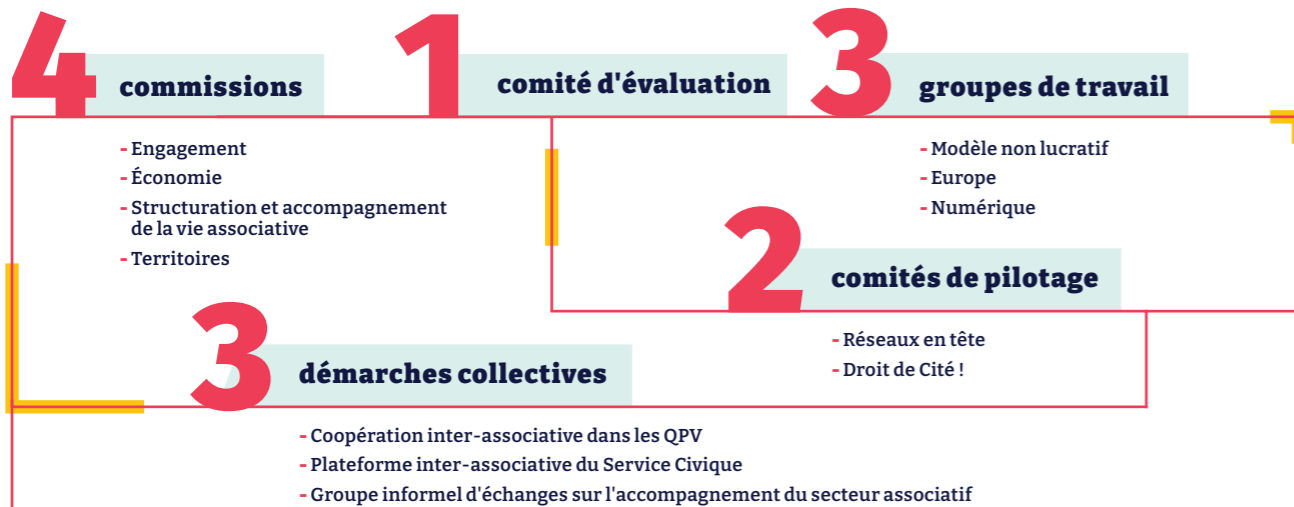 4 commissions
- Engagement
- Économie
- Structuration et accompagnement
de la vie associative
- Territoires
1 comité d'évaluation
3 groupes de travail
- Modèle non lucratif
- Europe
- Numérique
2 comités de pilotage
- Réseaux en tête
- Droit de Cité !
3 démarches collectives
- Coopération inter-associative dans les QPV
- Plateforme inter-associative du Service Civique
- Groupe informel d'échanges sur l'accompagnement du secteur associatif